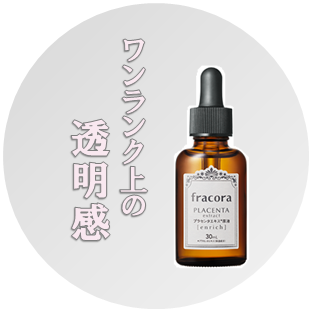 ワンランク上の
透明感
fracora
PLACENTA
extract
プラセンタエキス原液
[enrich]
30mL